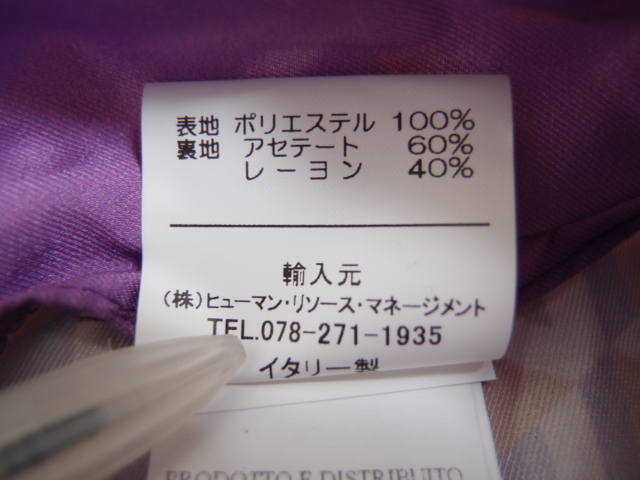 表地 ポリエステル 100%
裏地 アセテート 60%
レーヨン 40%
輸入元
(株)ヒューマン・リソース・マネージメント
TEL.078-271-1935
イタリー製
PRODOTTO E DISTRIBUITO